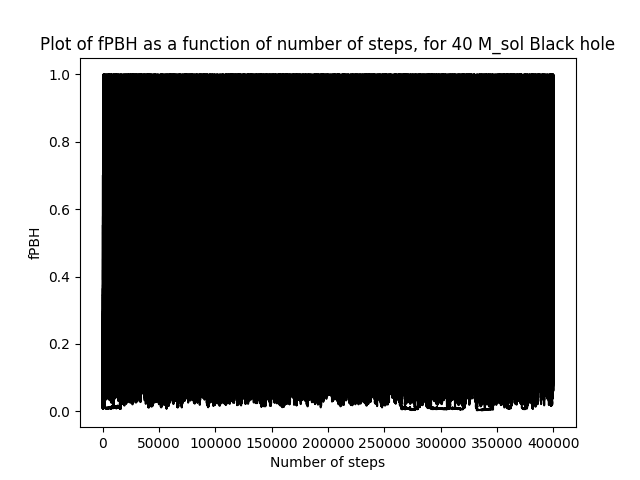 Plot of fPBH as a function of number of steps, for 40 M_sol Black hole
1.0
0.8
0.6
0.4
0.2
0.0
fPBH
0 50000 100000 150000 200000 250000 300000 350000 400000
Number of steps